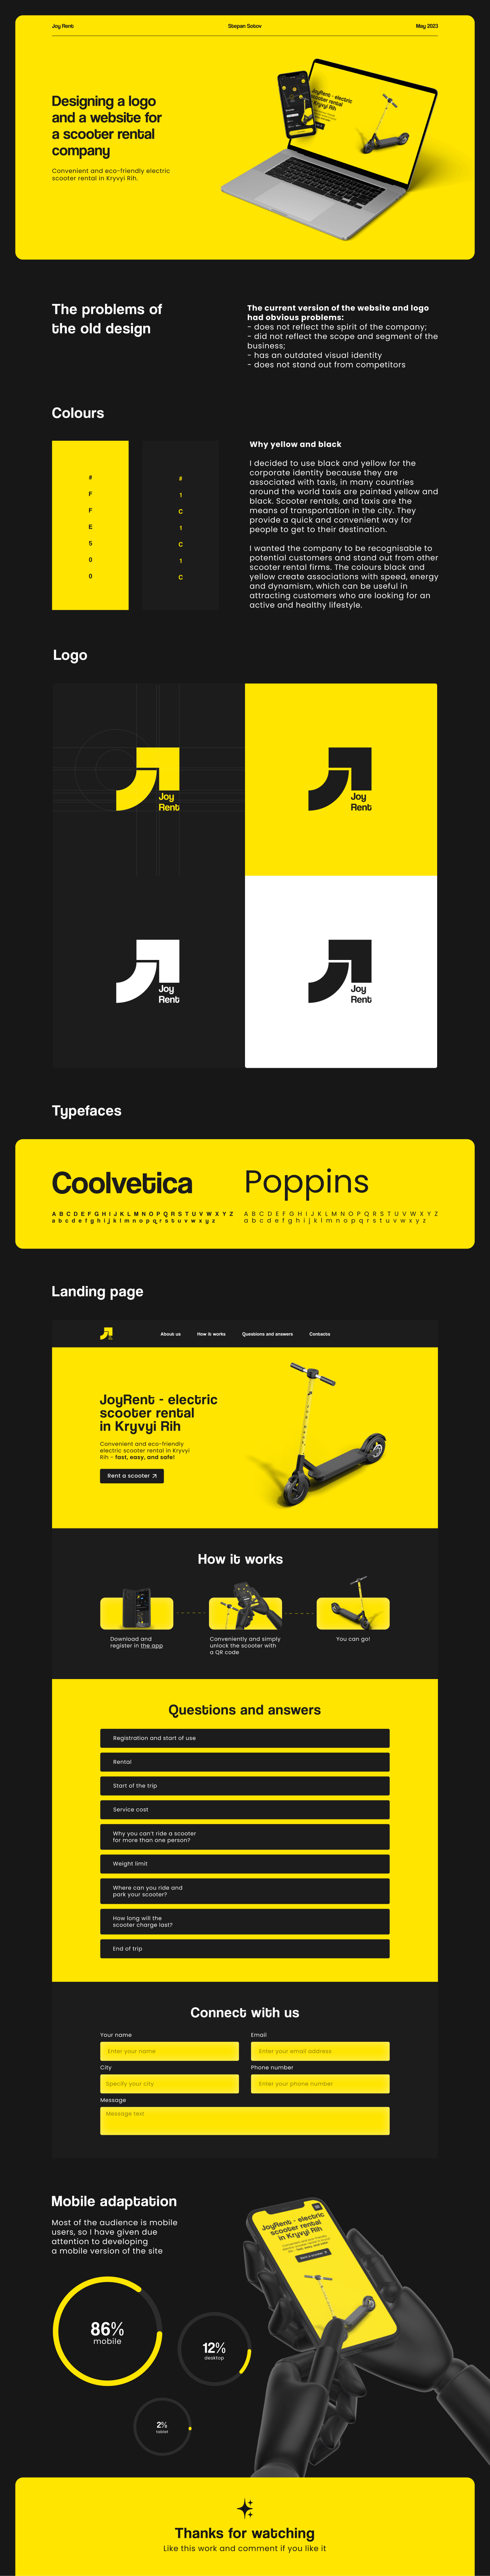 Joy Rent
Stepan Sobov
May 2023
Designing a logo
and a website for
a scooter rental
company
Convenient and eco-friendly electric
scooter rental in Kryvyi Rih.
JoyRent - electric
scooter rental
in Kryvyi Rih
The problems of
the old design
The current version of the website and logo
had obvious problems:
- does not reflect the spirit of the company;
- did not reflect the scope and segment of the
business;
- has an outdated visual identity
- does not stand out from competitors
Colours
#
F
F
E
5
0
0
#
1
C
1
C
1
C
Why yellow and black
I decided to use black and yellow for the
corporate identity because they are
associated with taxis, in many countries
around the world taxis are painted yellow and
black. Scooter rentals, and taxis are the
means of transportation in the city. They
provide a quick and convenient way for
people to get to their destination.
I wanted the company to be recognisable to
potential customers and stand out from other
scooter rental firms. The colours black and
yellow create associations with speed, energy
and dynamism, which can be useful in
attracting customers who are looking for an
active and healthy lifestyle.
Logo
Joy
Rent
Joy
Rent
Joy
Rent
Joy
Rent
Typefaces
Coolvetica
A B C D E F G H I J K L M N O P Q R S T U V W X Y Z
a b c d e f g h i j k l m n o p q r s t u v w x y z
Poppins
A B C D E F G H I J K L M N O P Q R S T U V W X Y Z
a b c d e f g h i j k l m n o p q r s t u v w x y z
Landing page
About us
How it works
Questions and answers
Contacts
JoyRent - electric
scooter rental
in Kryvyi Rih
Convenient and eco-friendly
electric scooter rental in Kryvyi
Rih - fast, easy, and safe!
Rent a scooter ↗
How it works
Download and
register in the app
Conveniently and simply
unlock the scooter with
a QR code
You can go!
Questions and answers
Registration and start of use
Rental
Start of the trip
Service cost
Why you can't ride a scooter
for more than one person?
Weight limit
Where can you ride and
park your scooter?
How long will the
scooter charge last?
End of trip
Connect with us
Your name
Email
Enter your name
Enter your email address
City
Phone number
Specify your city
Enter your phone number
Message
Message text
Mobile adaptation
Most of the audience is mobile
users, so I have given due
attention to developing
a mobile version of the site
86%
mobile
12%
desktop
2%
tablet
JoyRent - electric
scooter rental
in Kryvyi Rih
Rent a scooter
Thanks for watching
Like this work and comment if you like it